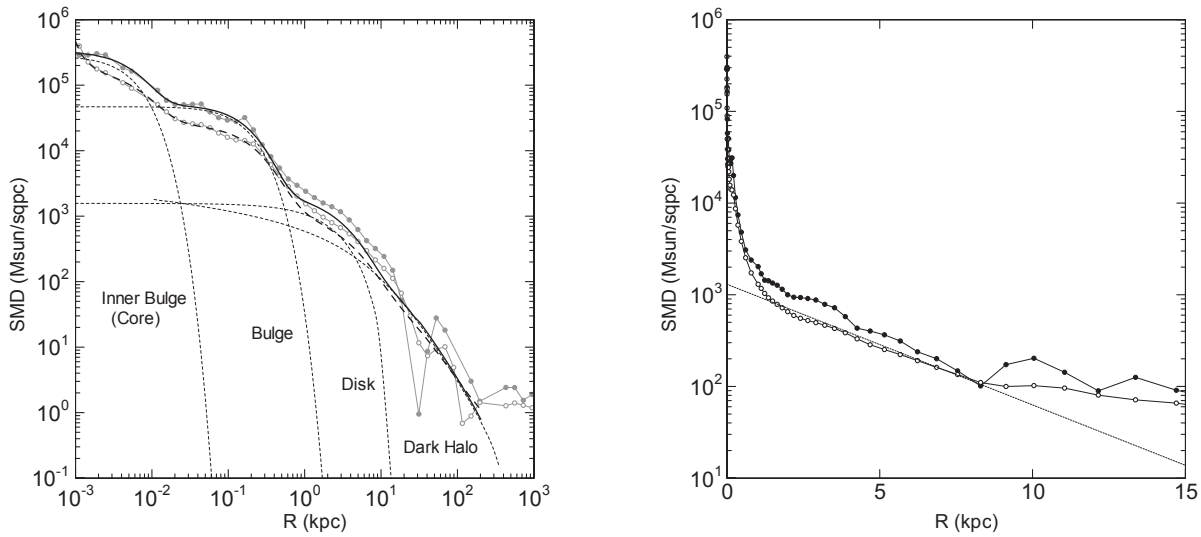 10^6
10^5
10^4
10^3
10^2
10^1
10^0
10^-1
SMD (Msun/sqpc)
Inner Bulge
(Core)
Bulge
Disk
Dark Halo
10^-3 10^-2 10^-1 10^0 10^1 10^2 10^3
R (kpc)
10^6
10^5
10^4
10^3
10^2
10^1
SMD (Msun/sqpc)
0 5 10 15
R (kpc)